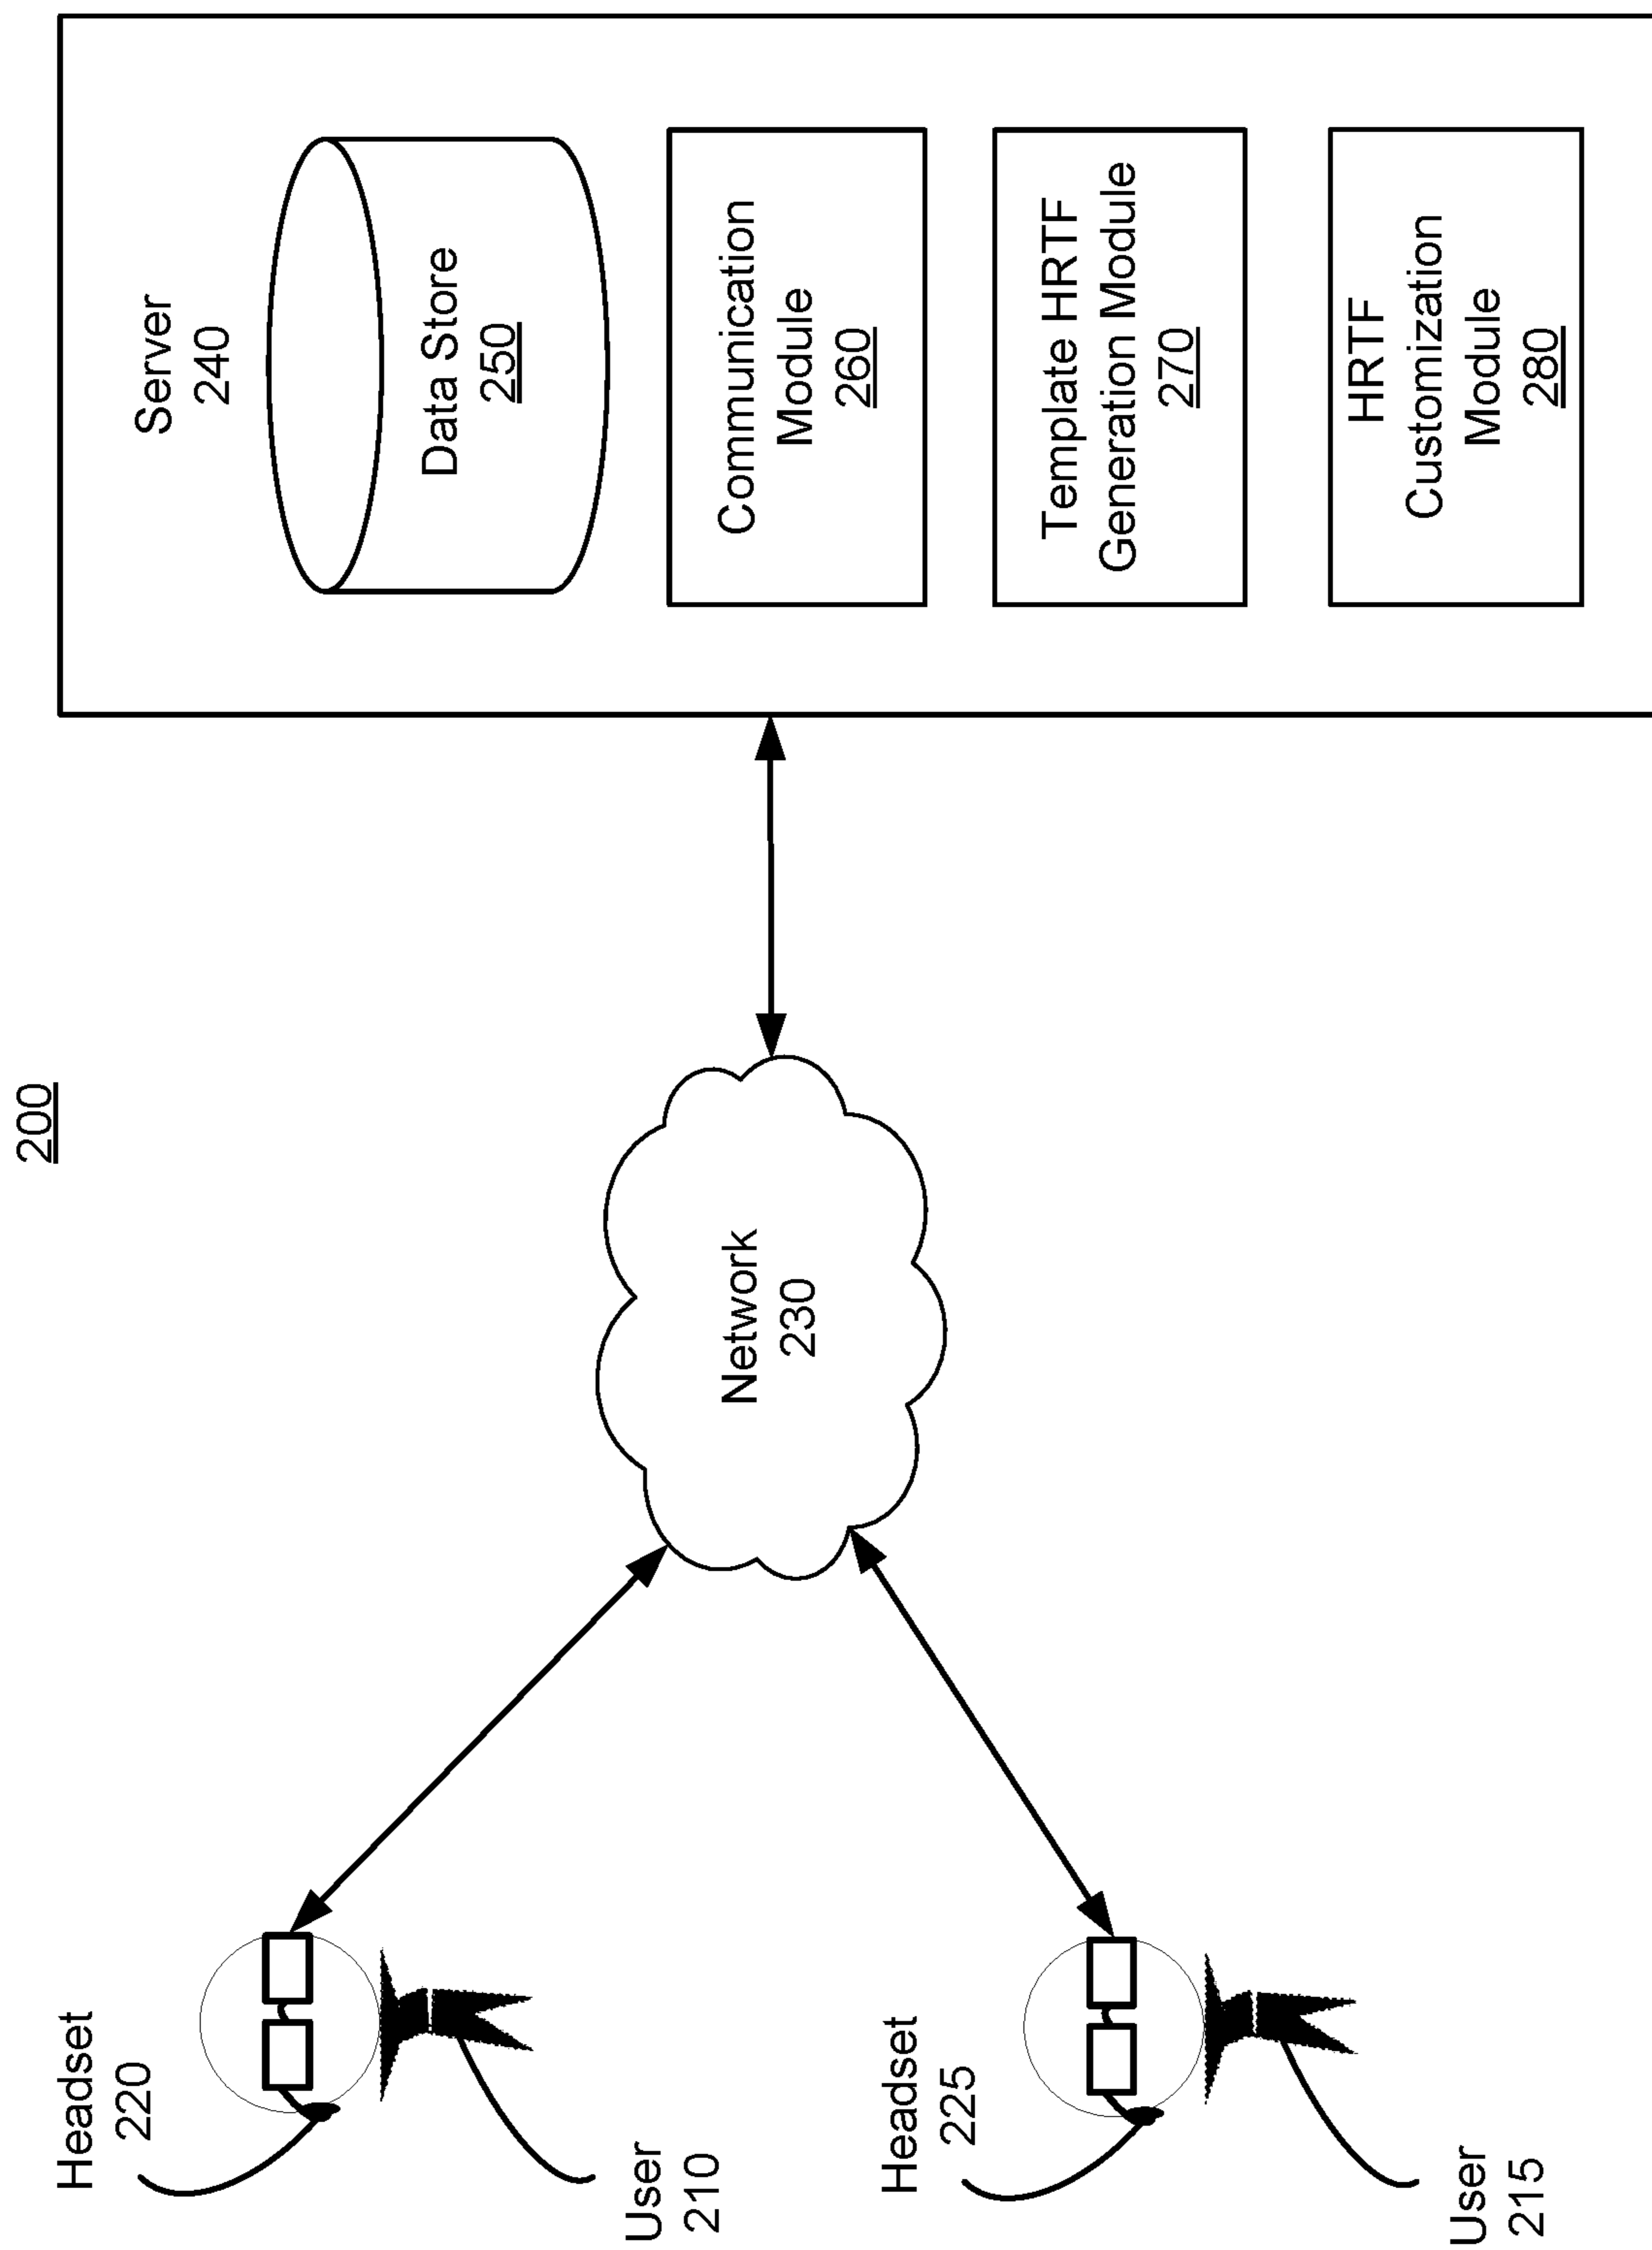 200
Headset
220
User
210
Headset
225
User
215
Network
230
Server
240
Data Store
250
Communication
Module
260
Template HRTF
Generation Module
270
HRTF
Customization
Module
280